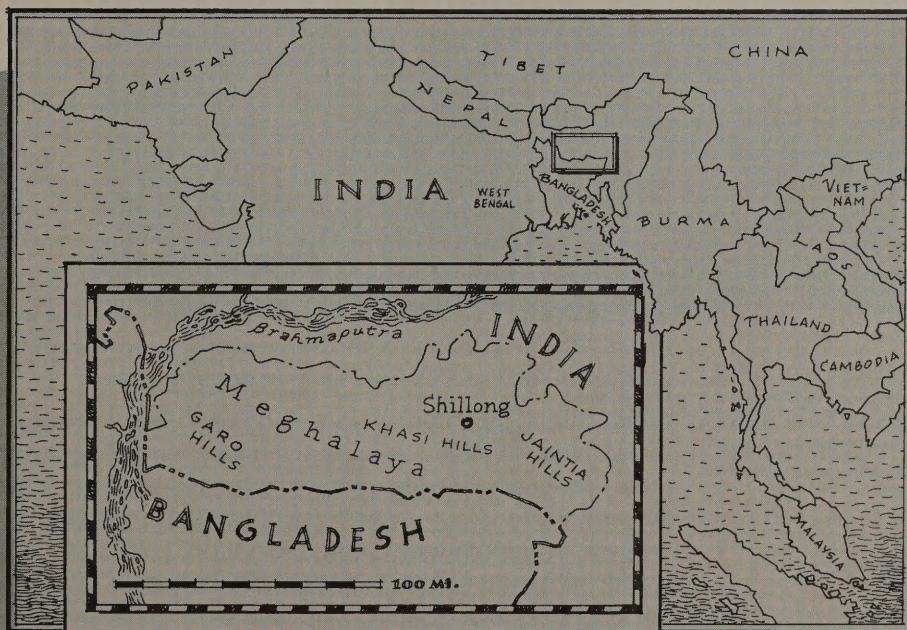 PAKISTAN
TIBET
CHINA
NEPAL
INDIA
WEST
BENGAL
BANGLADESH
BURMA
VIET=
NAM
LAOS
THAILAND
CAMBODIA
MALAYSIA
Brahmaputra
INDIA
Meghalaya
Shillong
GARO
HILLS
KHASI HILLS
JAINTIA
HILLS
BANGLADESH
100 MI.